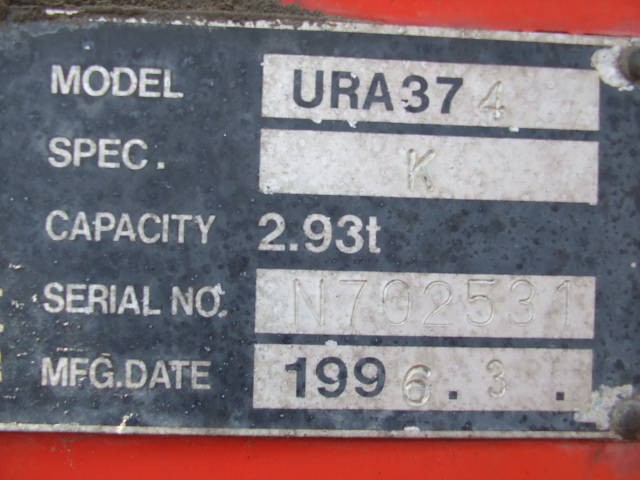 MODEL URA374
SPEC. K
CAPACITY 2.93t
SERIAL NO. N702531
MFG.DATE 1996.3.